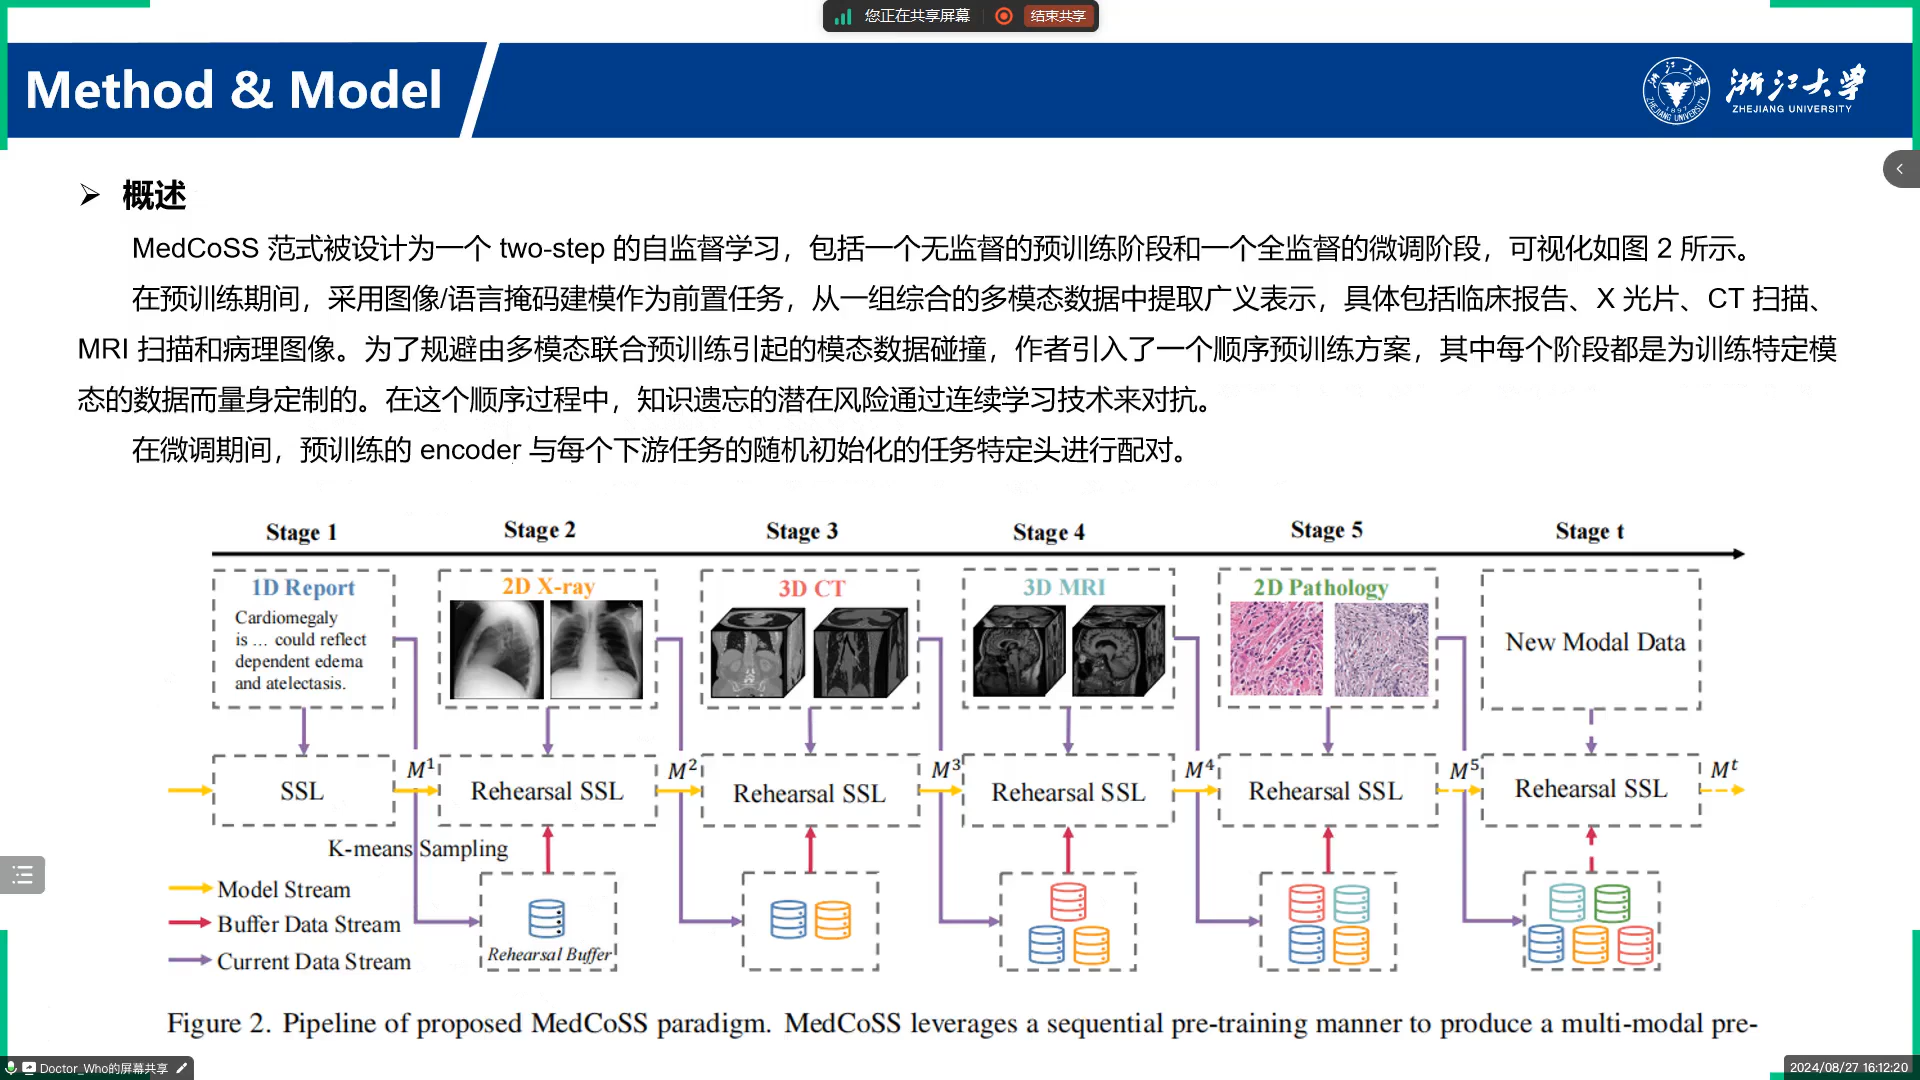 您正在共享屏幕 结束共享
Method & Model
浙江大学
ZHEJIANG UNIVERSITY
概述
MedCoSS 范式被设计为一个 two-step 的自监督学习，包括一个无监督的预训练阶段和一个全监督的微调阶段，可视化如图 2 所示。
在预训练期间，采用图像/语言掩码建模作为前置任务，从一组综合的多模态数据中提取广义表示，具体包括临床报告、X 光片、CT 扫描、
MRI 扫描和病理图像。为了规避由多模态联合预训练引起的模态数据碰撞，作者引入了一个顺序预训练方案，其中每个阶段都是为训练特定模
态的数据而量身定制的。在这个顺序过程中，知识遗忘的潜在风险通过连续学习技术来对抗。
在微调期间，预训练的 encoder 与每个下游任务的随机初始化的任务特定头进行配对。
Stage 1 Stage 2 Stage 3 Stage 4 Stage 5 Stage t
1D Report 2D X-ray 3D CT 3D MRI 2D Pathology
Cardiomegaly
is ... could reflect
dependent edema
and atelectasis.
New Modal Data
M¹ M² M³ M⁴ M⁵ Mᵗ
SSL Rehearsal SSL Rehearsal SSL Rehearsal SSL Rehearsal SSL Rehearsal SSL
K-means Sampling
Model Stream
Buffer Data Stream
Rehearsal Buffer
Current Data Stream
Figure 2. Pipeline of proposed MedCoSS paradigm. MedCoSS leverages a sequential pre-training manner to produce a multi-modal pre-
Doctor_Who的屏幕共享
2024/08/27 16:12:20